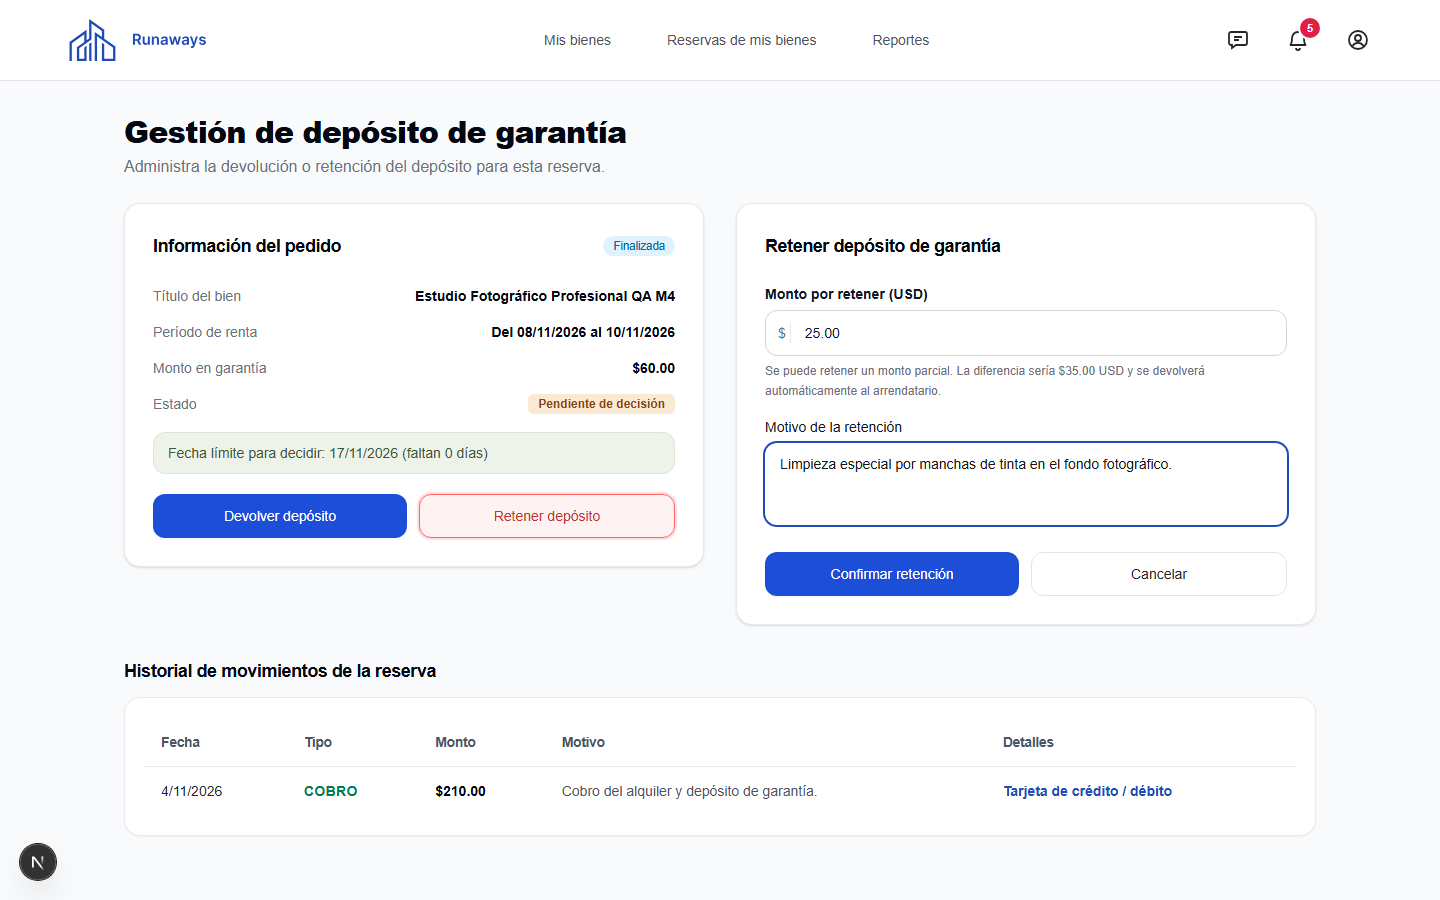 Runaways
Mis bienes
Reservas de mis bienes
Reportes
5
Gestión de depósito de garantía
Administra la devolución o retención del depósito para esta reserva.
Información del pedido
Finalizada
Título del bien
Estudio Fotográfico Profesional QA M4
Período de renta
Del 08/11/2026 al 10/11/2026
Monto en garantía
$60.00
Estado
Pendiente de decisión
Fecha límite para decidir: 17/11/2026 (faltan 0 días)
Devolver depósito
Retener depósito
Retener depósito de garantía
Monto por retener (USD)
$ 25.00
Se puede retener un monto parcial. La diferencia sería $35.00 USD y se devolverá
automáticamente al arrendatario.
Motivo de la retención
Limpieza especial por manchas de tinta en el fondo fotográfico.
Confirmar retención
Cancelar
Historial de movimientos de la reserva
Fecha Tipo Monto Motivo Detalles
4/11/2026 COBRO $210.00 Cobro del alquiler y depósito de garantía. Tarjeta de crédito / débito
N